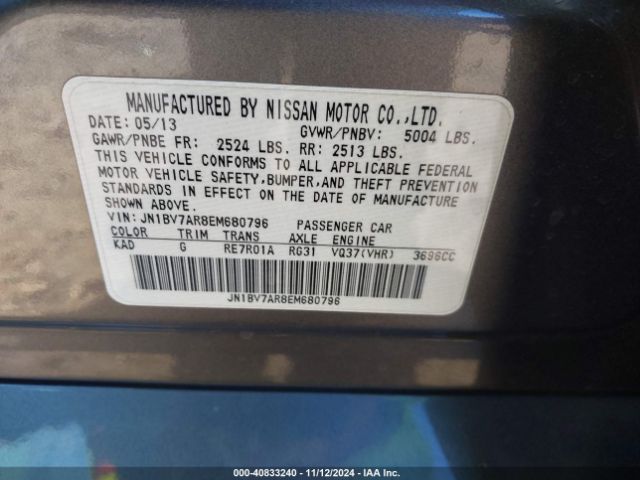 MANUFACTURED BY NISSAN MOTOR CO.,LTD.
DATE: 05/13 GVWR/PNBV: 5004 LBS.
GAWR/PNBE FR: 2524 LBS. RR: 2513 LBS.
THIS VEHICLE CONFORMS TO ALL APPLICABLE FEDERAL
MOTOR VEHICLE SAFETY,BUMPER,AND THEFT PREVENTION
STANDARDS IN EFFECT ON THE DATE OF MANUFACTURE
SHOWN ABOVE.
VIN: JN1BV7AR8EM680796 PASSENGER CAR
COLOR TRIM TRANS AXLE ENGINE
KAD G RE7R01A RG31 VQ37(VHR) 3696CC
JN1BV7AR8EM680796
000-40833240 - 11/12/2024 - IAA Inc.